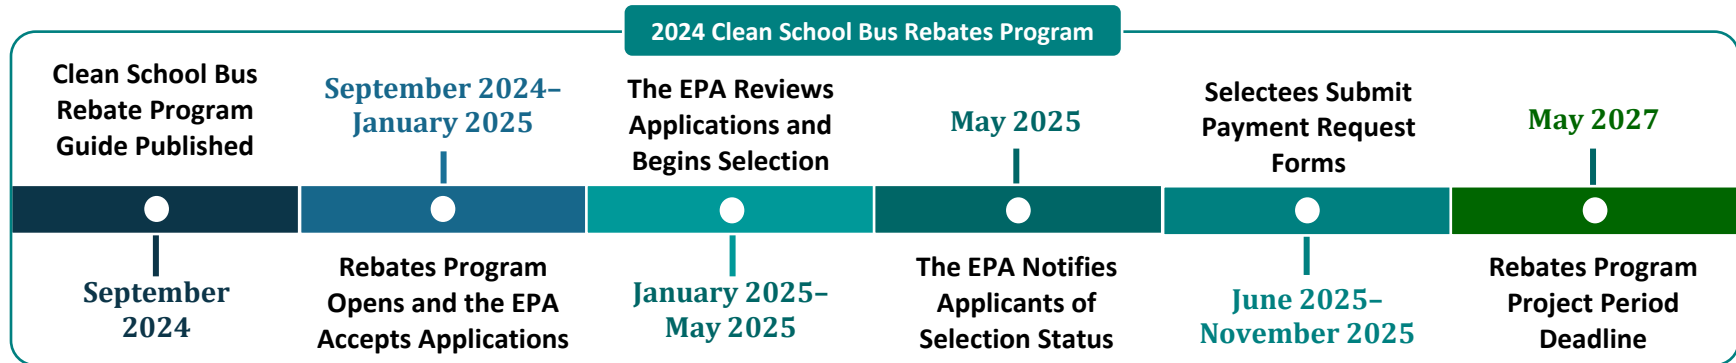 2024 Clean School Bus Rebates Program
Clean School Bus
Rebate Program
Guide Published
September
2024
September 2024–
January 2025
Rebates Program
Opens and the EPA
Accepts Applications
The EPA Reviews
Applications and
Begins Selection
January 2025–
May 2025
May 2025
The EPA Notifies
Applicants of
Selection Status
Selectees Submit
Payment Request
Forms
June 2025–
November 2025
May 2027
Rebates Program
Project Period
Deadline